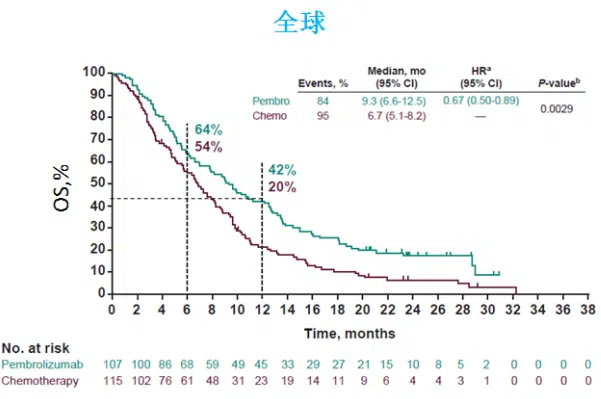 全球
Events, % Median, mo (95% CI) HRᵃ (95% CI) P-valueᵇ
Pembro 84 9.3 (6.6-12.5) 0.67 (0.50-0.89) 0.0029
Chemo 95 6.7 (5.1-8.2) —
OS,%
100
90
80
70
60
50
40
30
20
10
0
64%
54%
42%
20%
0 2 4 6 8 10 12 14 16 18 20 22 24 26 28 30 32 34 36 38
Time, months
No. at risk
Pembrolizumab 107 100 86 68 59 49 45 33 29 27 21 15 10 8 5 2 0 0 0 0
Chemotherapy 115 102 76 61 48 31 23 19 14 11 9 6 4 4 3 1 0 0 0 0